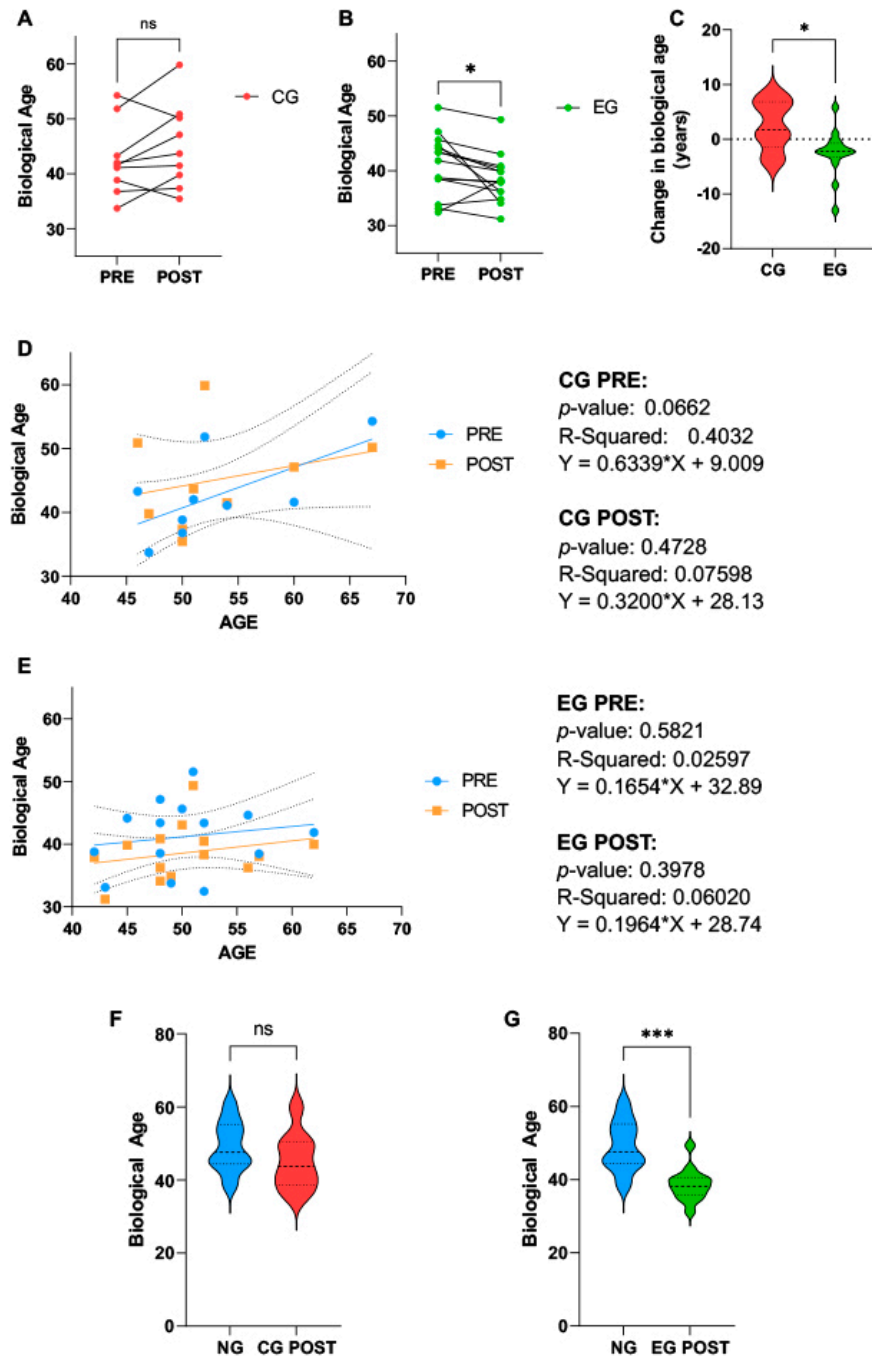 A
ns
Biological Age
60
50
40
30
PRE
POST
CG
B
*
Biological Age
60
50
40
30
PRE
POST
EG
C
*
Change in biological age
(years)
20
10
0
-10
-20
CG
EG
D
Biological Age
60
50
40
30
40
45
50
55
60
65
70
AGE
PRE
POST
CG PRE:
p-value: 0.0662
R-Squared: 0.4032
Y = 0.6339*X + 9.009
CG POST:
p-value: 0.4728
R-Squared: 0.07598
Y = 0.3200*X + 28.13
E
Biological Age
60
50
40
30
40
45
50
55
60
65
70
AGE
PRE
POST
EG PRE:
p-value: 0.5821
R-Squared: 0.02597
Y = 0.1654*X + 32.89
EG POST:
p-value: 0.3978
R-Squared: 0.06020
Y = 0.1964*X + 28.74
F
ns
Biological Age
80
60
40
20
0
NG
CG POST
G
***
Biological Age
80
60
40
20
0
NG
EG POST